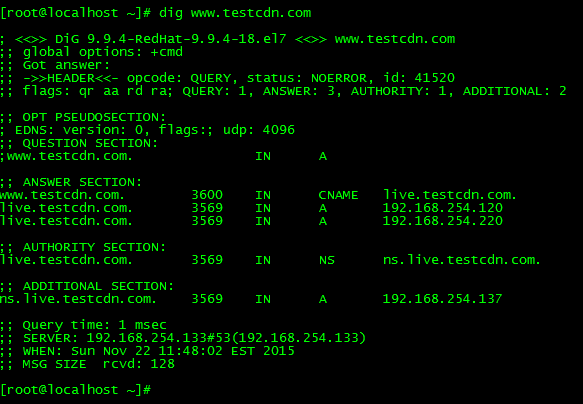 [root@localhost ~]# dig www.testcdn.com
; <<>> DiG 9.9.4-RedHat-9.9.4-18.el7 <<>> www.testcdn.com
;; global options: +cmd
;; Got answer:
;; ->>HEADER<<- opcode: QUERY, status: NOERROR, id: 41520
;; flags: qr aa rd ra; QUERY: 1, ANSWER: 3, AUTHORITY: 1, ADDITIONAL: 2
;; OPT PSEUDOSECTION:
; EDNS: version: 0, flags:; udp: 4096
;; QUESTION SECTION:
;www.testcdn.com. IN A
;; ANSWER SECTION:
www.testcdn.com. 3600 IN CNAME live.testcdn.com.
live.testcdn.com. 3569 IN A 192.168.254.120
live.testcdn.com. 3569 IN A 192.168.254.220
;; AUTHORITY SECTION:
live.testcdn.com. 3569 IN NS ns.live.testcdn.com.
;; ADDITIONAL SECTION:
ns.live.testcdn.com. 3569 IN A 192.168.254.137
;; Query time: 1 msec
;; SERVER: 192.168.254.133#53(192.168.254.133)
;; WHEN: Sun Nov 22 11:48:02 EST 2015
;; MSG SIZE rcvd: 128
[root@localhost ~]#